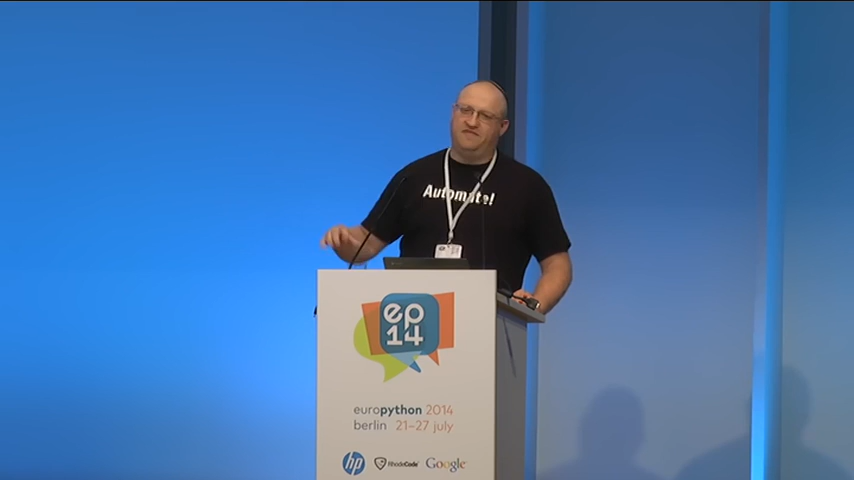 Automate!
ep
14
europython 2014
berlin 21–27 july
hp RhodeCode Google